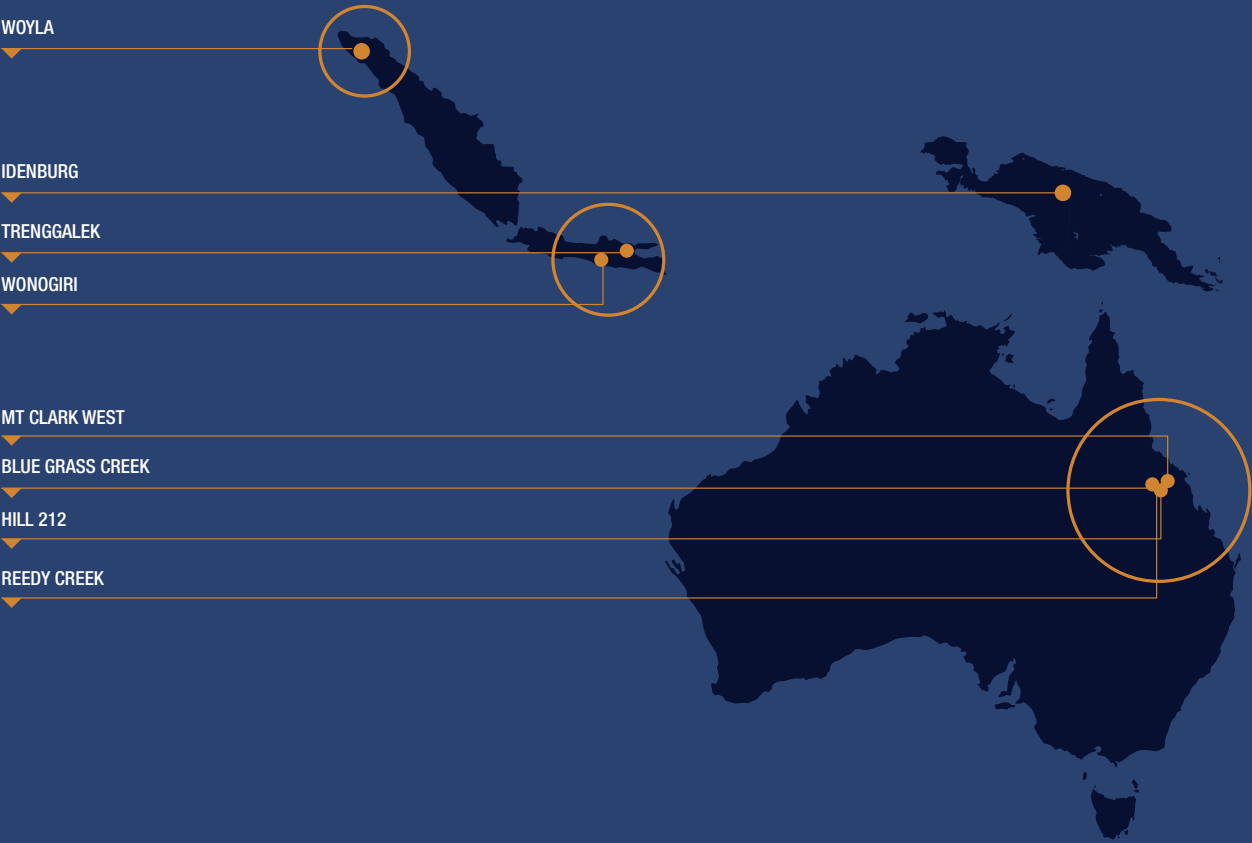 WOYLA
IDENBURG
TRENGGALEK
WONOGIRI
MT CLARK WEST
BLUE GRASS CREEK
HILL 212
REEDY CREEK